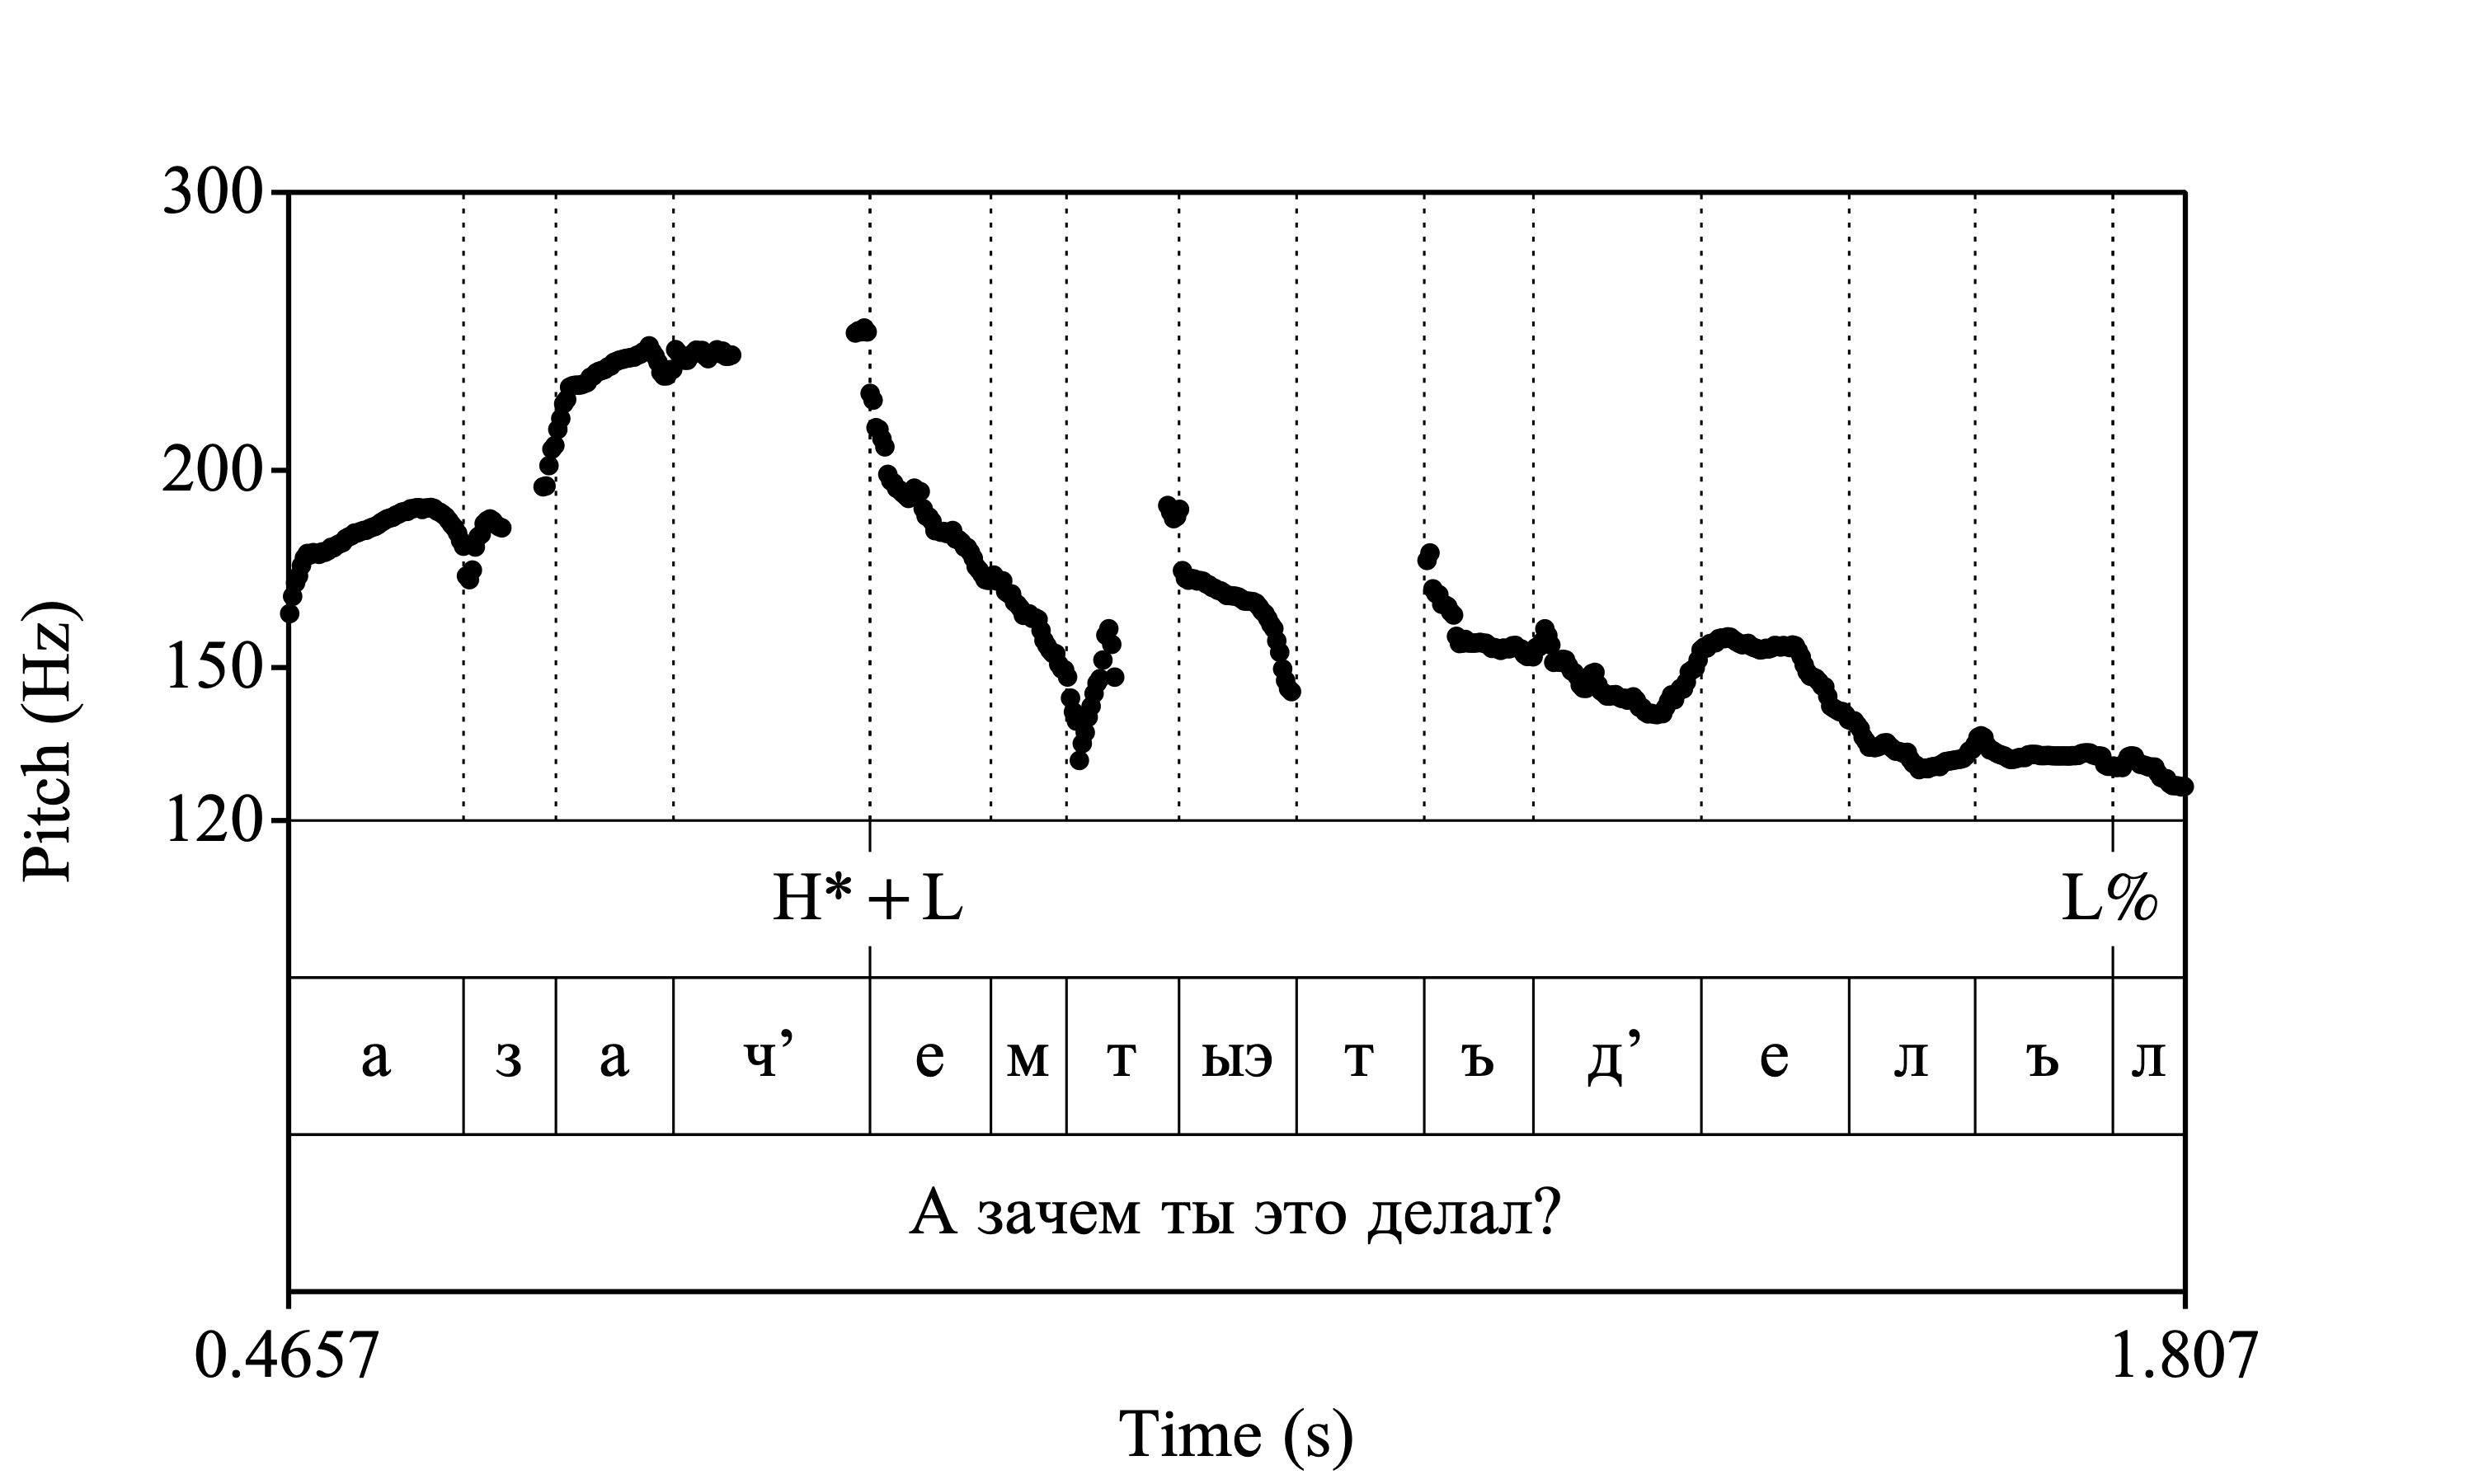 300
200
150
120
Pitch (Hz)
H*+L L%
а з а ч’ е м т ыэ т ъ д’ е л ъ л
А зачем ты это делал?
0.4657 1.807
Time (s)